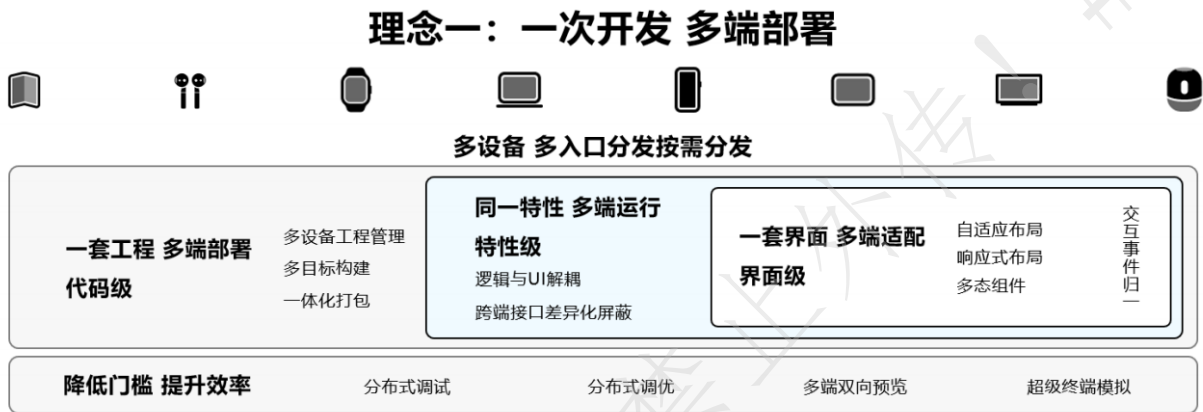 理念一：一次开发 多端部署
多设备 多入口分发按需分发
一套工程 多端部署
代码级
多设备工程管理
多目标构建
一体化打包
同一特性 多端运行
特性级
逻辑与UI解耦
跨端接口差异化屏蔽
一套界面 多端适配
界面级
自适应布局
响应式布局
多态组件
交互事件归一
降低门槛 提升效率
分布式调试
分布式调优
多端双向预览
超级终端模拟
禁止外传！